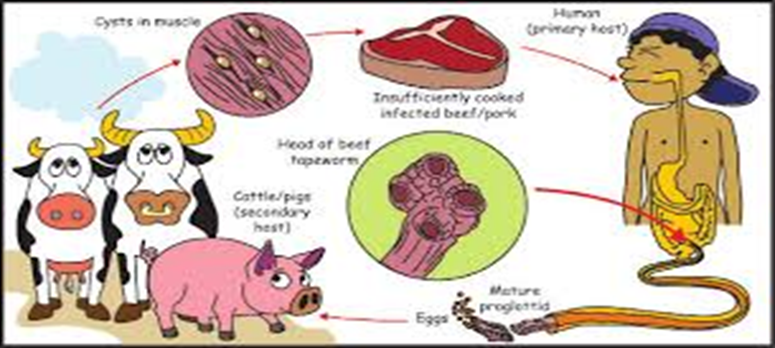 Cysts in muscle
Human
(primary host)
Insufficiently cooked
infected beef/pork
Head of beef
tapeworm
Cattle/pigs
(secondary
host)
Mature
proglottid
Eggs